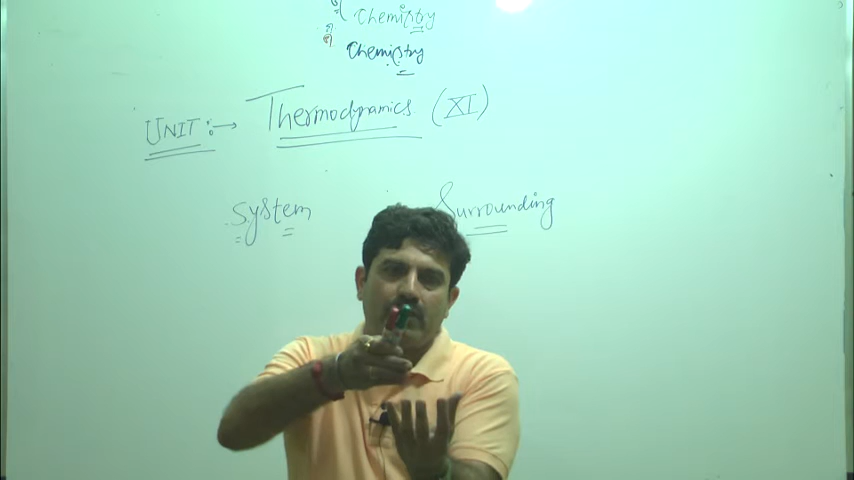 Chemistry
Chemistry
UNIT :→ Thermodynamics (XI)
System Surrounding